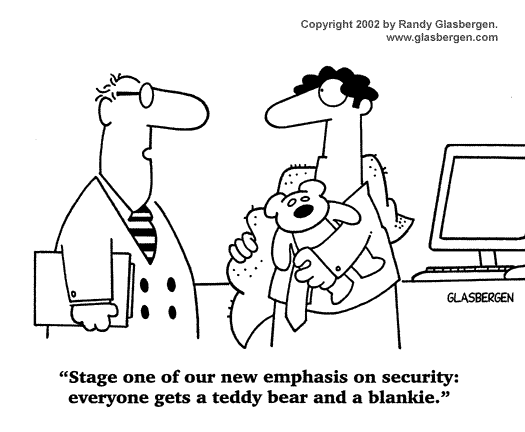 Copyright 2002 by Randy Glasbergen.
www.glasbergen.com
GLASBERGEN
“Stage one of our new emphasis on security:
everyone gets a teddy bear and a blankie.”